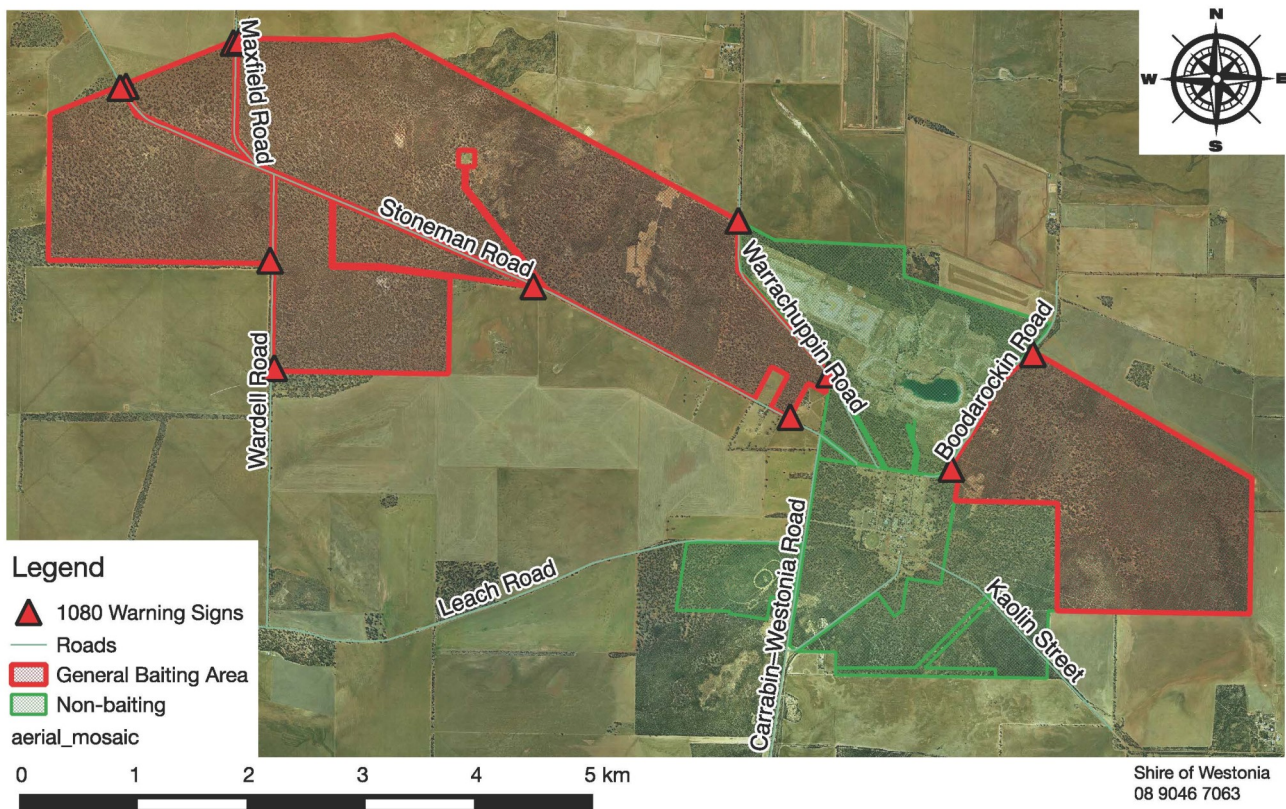 N
W
E
S
Maxfield Road
Stoneman Road
Warrachuppin Road
Boodarockin Road
Wardell Road
Leach Road
Carrabin–Westonia Road
Kaolin Street
Legend
1080 Warning Signs
Roads
General Baiting Area
Non-baiting
aerial_mosaic
0 1 2 3 4 5 km
Shire of Westonia
08 9046 7063